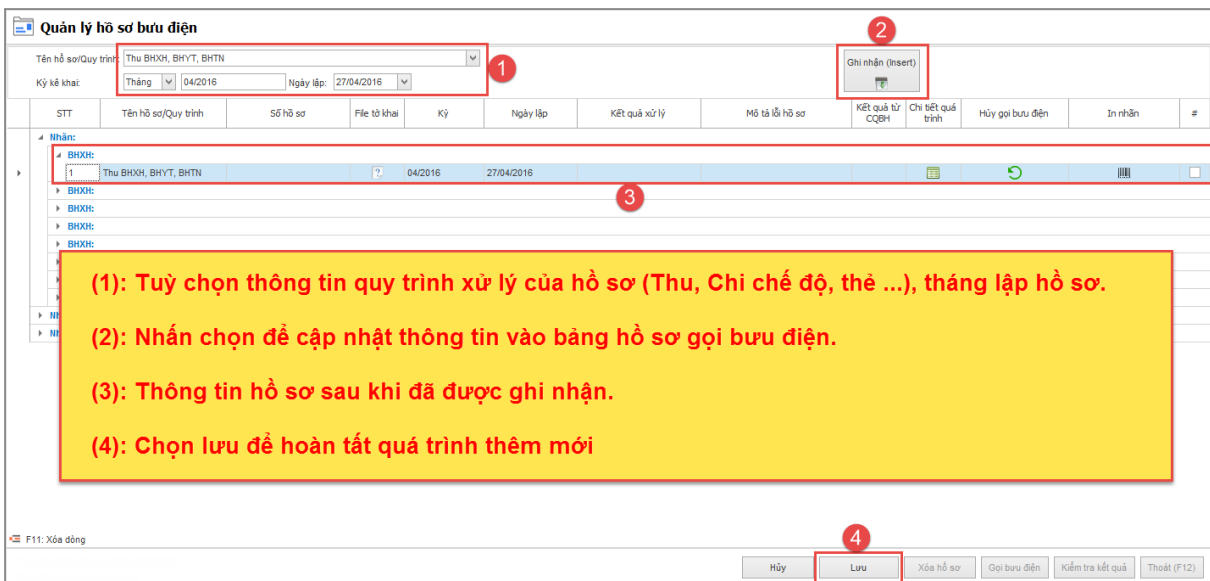 Quản lý hồ sơ bưu điện
2
Tên hồ sơ/Quy trình: Thu BHXH, BHYT, BHTN
1
Ghi nhận (Insert)
Kỳ kê khai: Tháng 04/2016 Ngày lập: 27/04/2016
STT Tên hồ sơ/Quy trình Số hồ sơ File tờ khai Kỳ Ngày lập Kết quả xử lý Mô tả lỗi hồ sơ Kết quả từ CQBH Chi tiết quá trình Hủy gọi bưu điện In nhãn #
Nhãn:
BHXH:
1 Thu BHXH, BHYT, BHTN 04/2016 27/04/2016
BHXH:
3
BHXH:
BHXH:
BHXH:
(1): Tuỳ chọn thông tin quy trình xử lý của hồ sơ (Thu, Chi chế độ, thẻ ...), tháng lập hồ sơ.
(2): Nhấn chọn để cập nhật thông tin vào bảng hồ sơ gọi bưu điện.
(3): Thông tin hồ sơ sau khi đã được ghi nhận.
(4): Chọn lưu để hoàn tất quá trình thêm mới
F11: Xóa dòng
4
Hủy Lưu Xóa hồ sơ Gọi bưu điện Kiểm tra kết quả Thoát (F12)